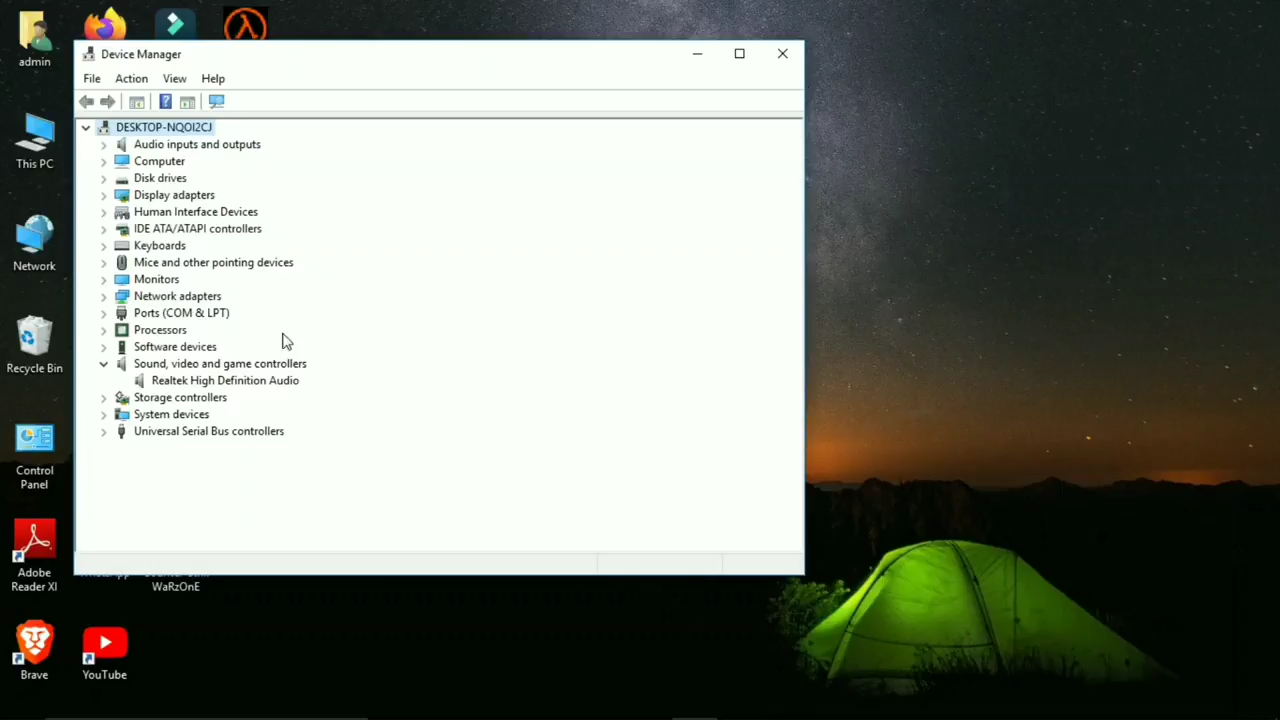 admin
Device Manager
File Action View Help
DESKTOP-NQOI2CJ
Audio inputs and outputs
Computer
Disk drives
Display adapters
Human Interface Devices
IDE ATA/ATAPI controllers
Keyboards
Mice and other pointing devices
Monitors
Network adapters
Ports (COM & LPT)
Processors
Software devices
Sound, video and game controllers
Realtek High Definition Audio
Storage controllers
System devices
Universal Serial Bus controllers
This PC
Network
Recycle Bin
Control
Panel
Adobe
Reader XI
WaRzOnE
Brave
YouTube